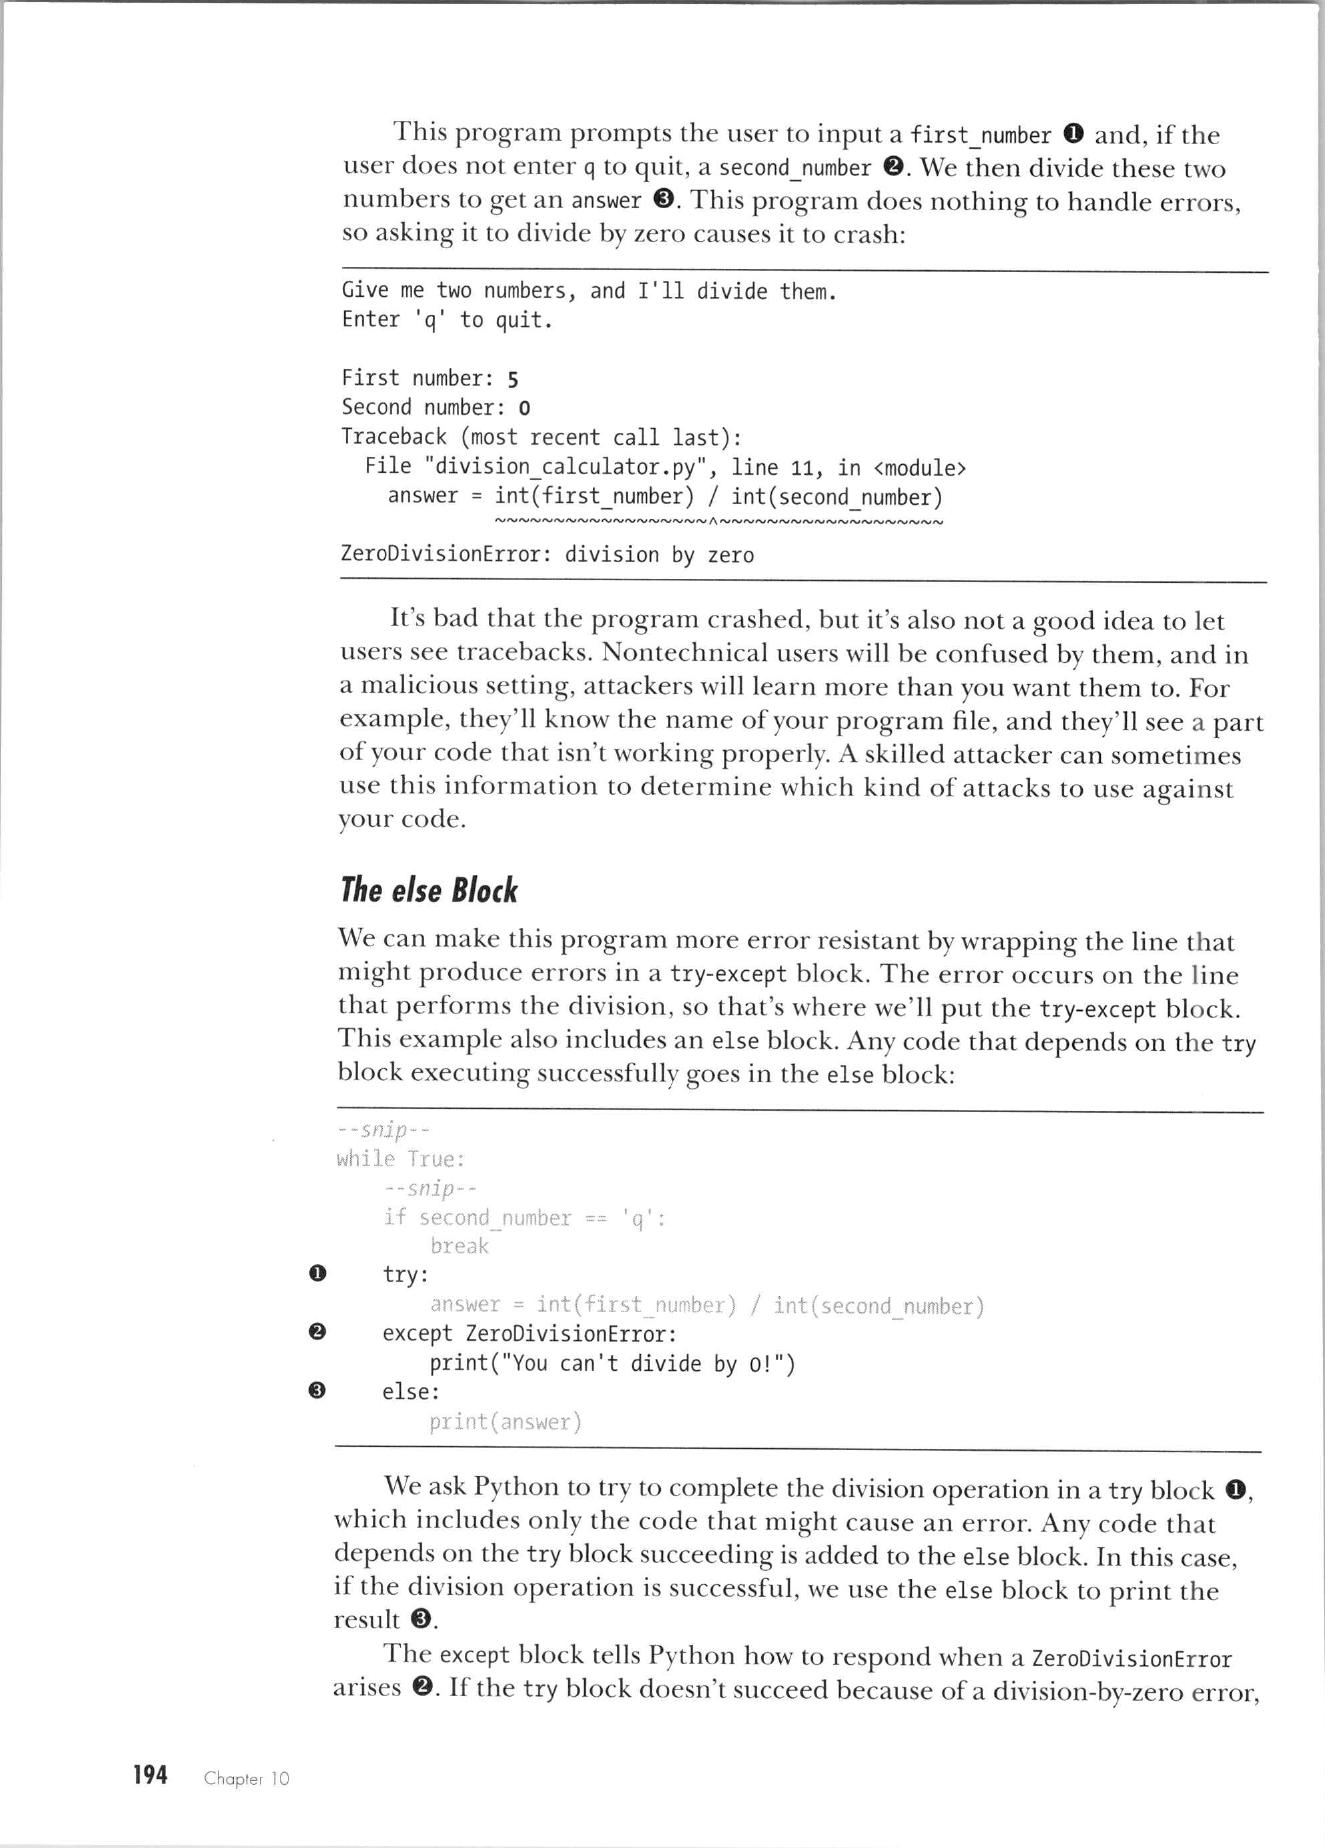 This program prompts the user to input a first_number ❶ and, if the
user does not enter q to quit, a second_number ❷. We then divide these two
numbers to get an answer ❸. This program does nothing to handle errors,
so asking it to divide by zero causes it to crash:
Give me two numbers, and I'll divide them.
Enter 'q' to quit.
First number: 5
Second number: 0
Traceback (most recent call last):
  File "division_calculator.py", line 11, in <module>
    answer = int(first_number) / int(second_number)
             ~~~~~~~~~~~~~~~~~~^~~~~~~~~~~~~~~~~~~
ZeroDivisionError: division by zero
It's bad that the program crashed, but it's also not a good idea to let
users see tracebacks. Nontechnical users will be confused by them, and in
a malicious setting, attackers will learn more than you want them to. For
example, they'll know the name of your program file, and they'll see a part
of your code that isn't working properly. A skilled attacker can sometimes
use this information to determine which kind of attacks to use against
your code.
The else Block
We can make this program more error resistant by wrapping the line that
might produce errors in a try-except block. The error occurs on the line
that performs the division, so that's where we'll put the try-except block.
This example also includes an else block. Any code that depends on the try
block executing successfully goes in the else block:
--snip--
while True:
    --snip--
    if second_number == 'q':
        break
❶   try:
        answer = int(first_number) / int(second_number)
❷   except ZeroDivisionError:
        print("You can't divide by 0!")
❸   else:
        print(answer)
We ask Python to try to complete the division operation in a try block ❶,
which includes only the code that might cause an error. Any code that
depends on the try block succeeding is added to the else block. In this case,
if the division operation is successful, we use the else block to print the
result ❸.
The except block tells Python how to respond when a ZeroDivisionError
arises ❷. If the try block doesn't succeed because of a division-by-zero error,
194 Chapter 10